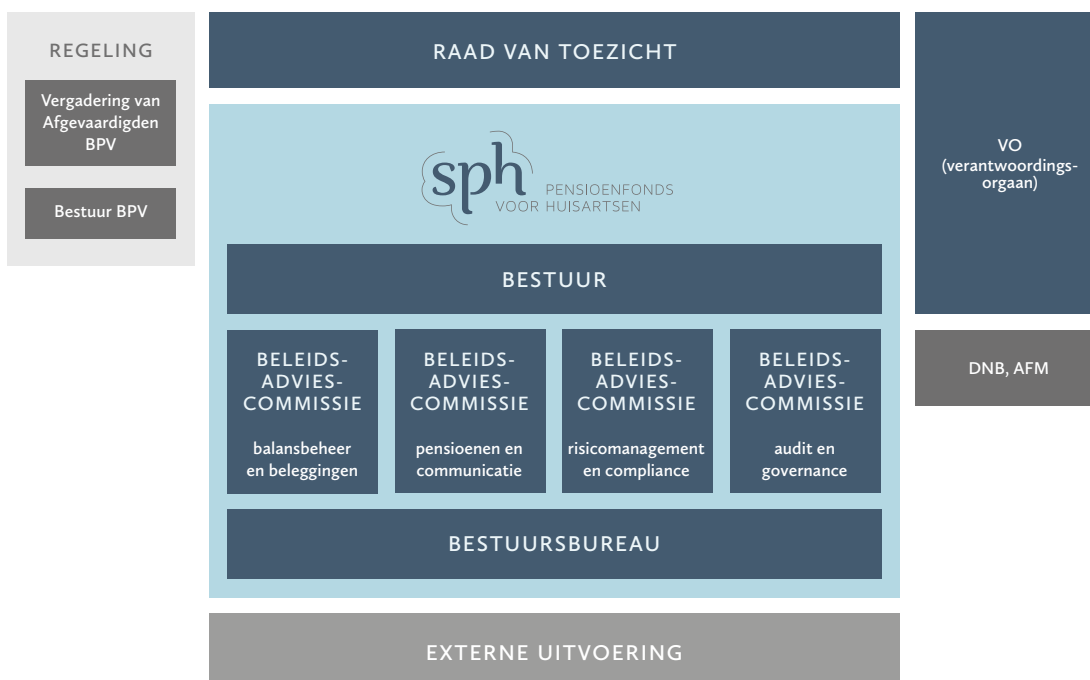 REGELING
Vergadering van
Afgevaardigden
BPV
Bestuur BPV
RAAD VAN TOEZICHT
sph PENSIOENFONDS
VOOR HUISARTSEN
BESTUUR
BELEIDS-
ADVIES-
COMMISSIE
balansbeheer
en beleggingen
BELEIDS-
ADVIES-
COMMISSIE
pensioenen en
communicatie
BELEIDS-
ADVIES-
COMMISSIE
risicomanagement
en compliance
BELEIDS-
ADVIES-
COMMISSIE
audit en
governance
BESTUURSBUREAU
EXTERNE UITVOERING
VO
(verantwoordings-
orgaan)
DNB, AFM